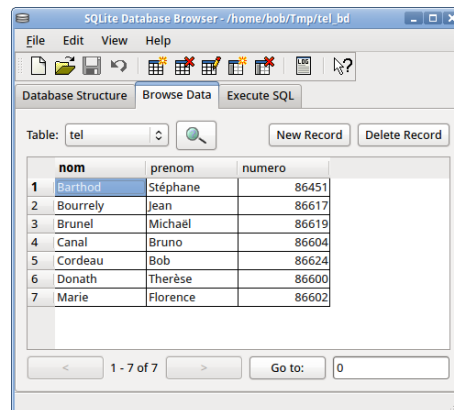 SQLite Database Browser - /home/bob/Tmp/tel_bd
File Edit View Help
LOG
Database Structure Browse Data Execute SQL
Table: tel New Record Delete Record
nom prenom numero
1 Barthod Stéphane 86451
2 Bourrely Jean 86617
3 Brunel Michaël 86619
4 Canal Bruno 86604
5 Cordeau Bob 86624
6 Donath Therèse 86600
7 Marie Florence 86602
< 1 - 7 of 7 > Go to: 0